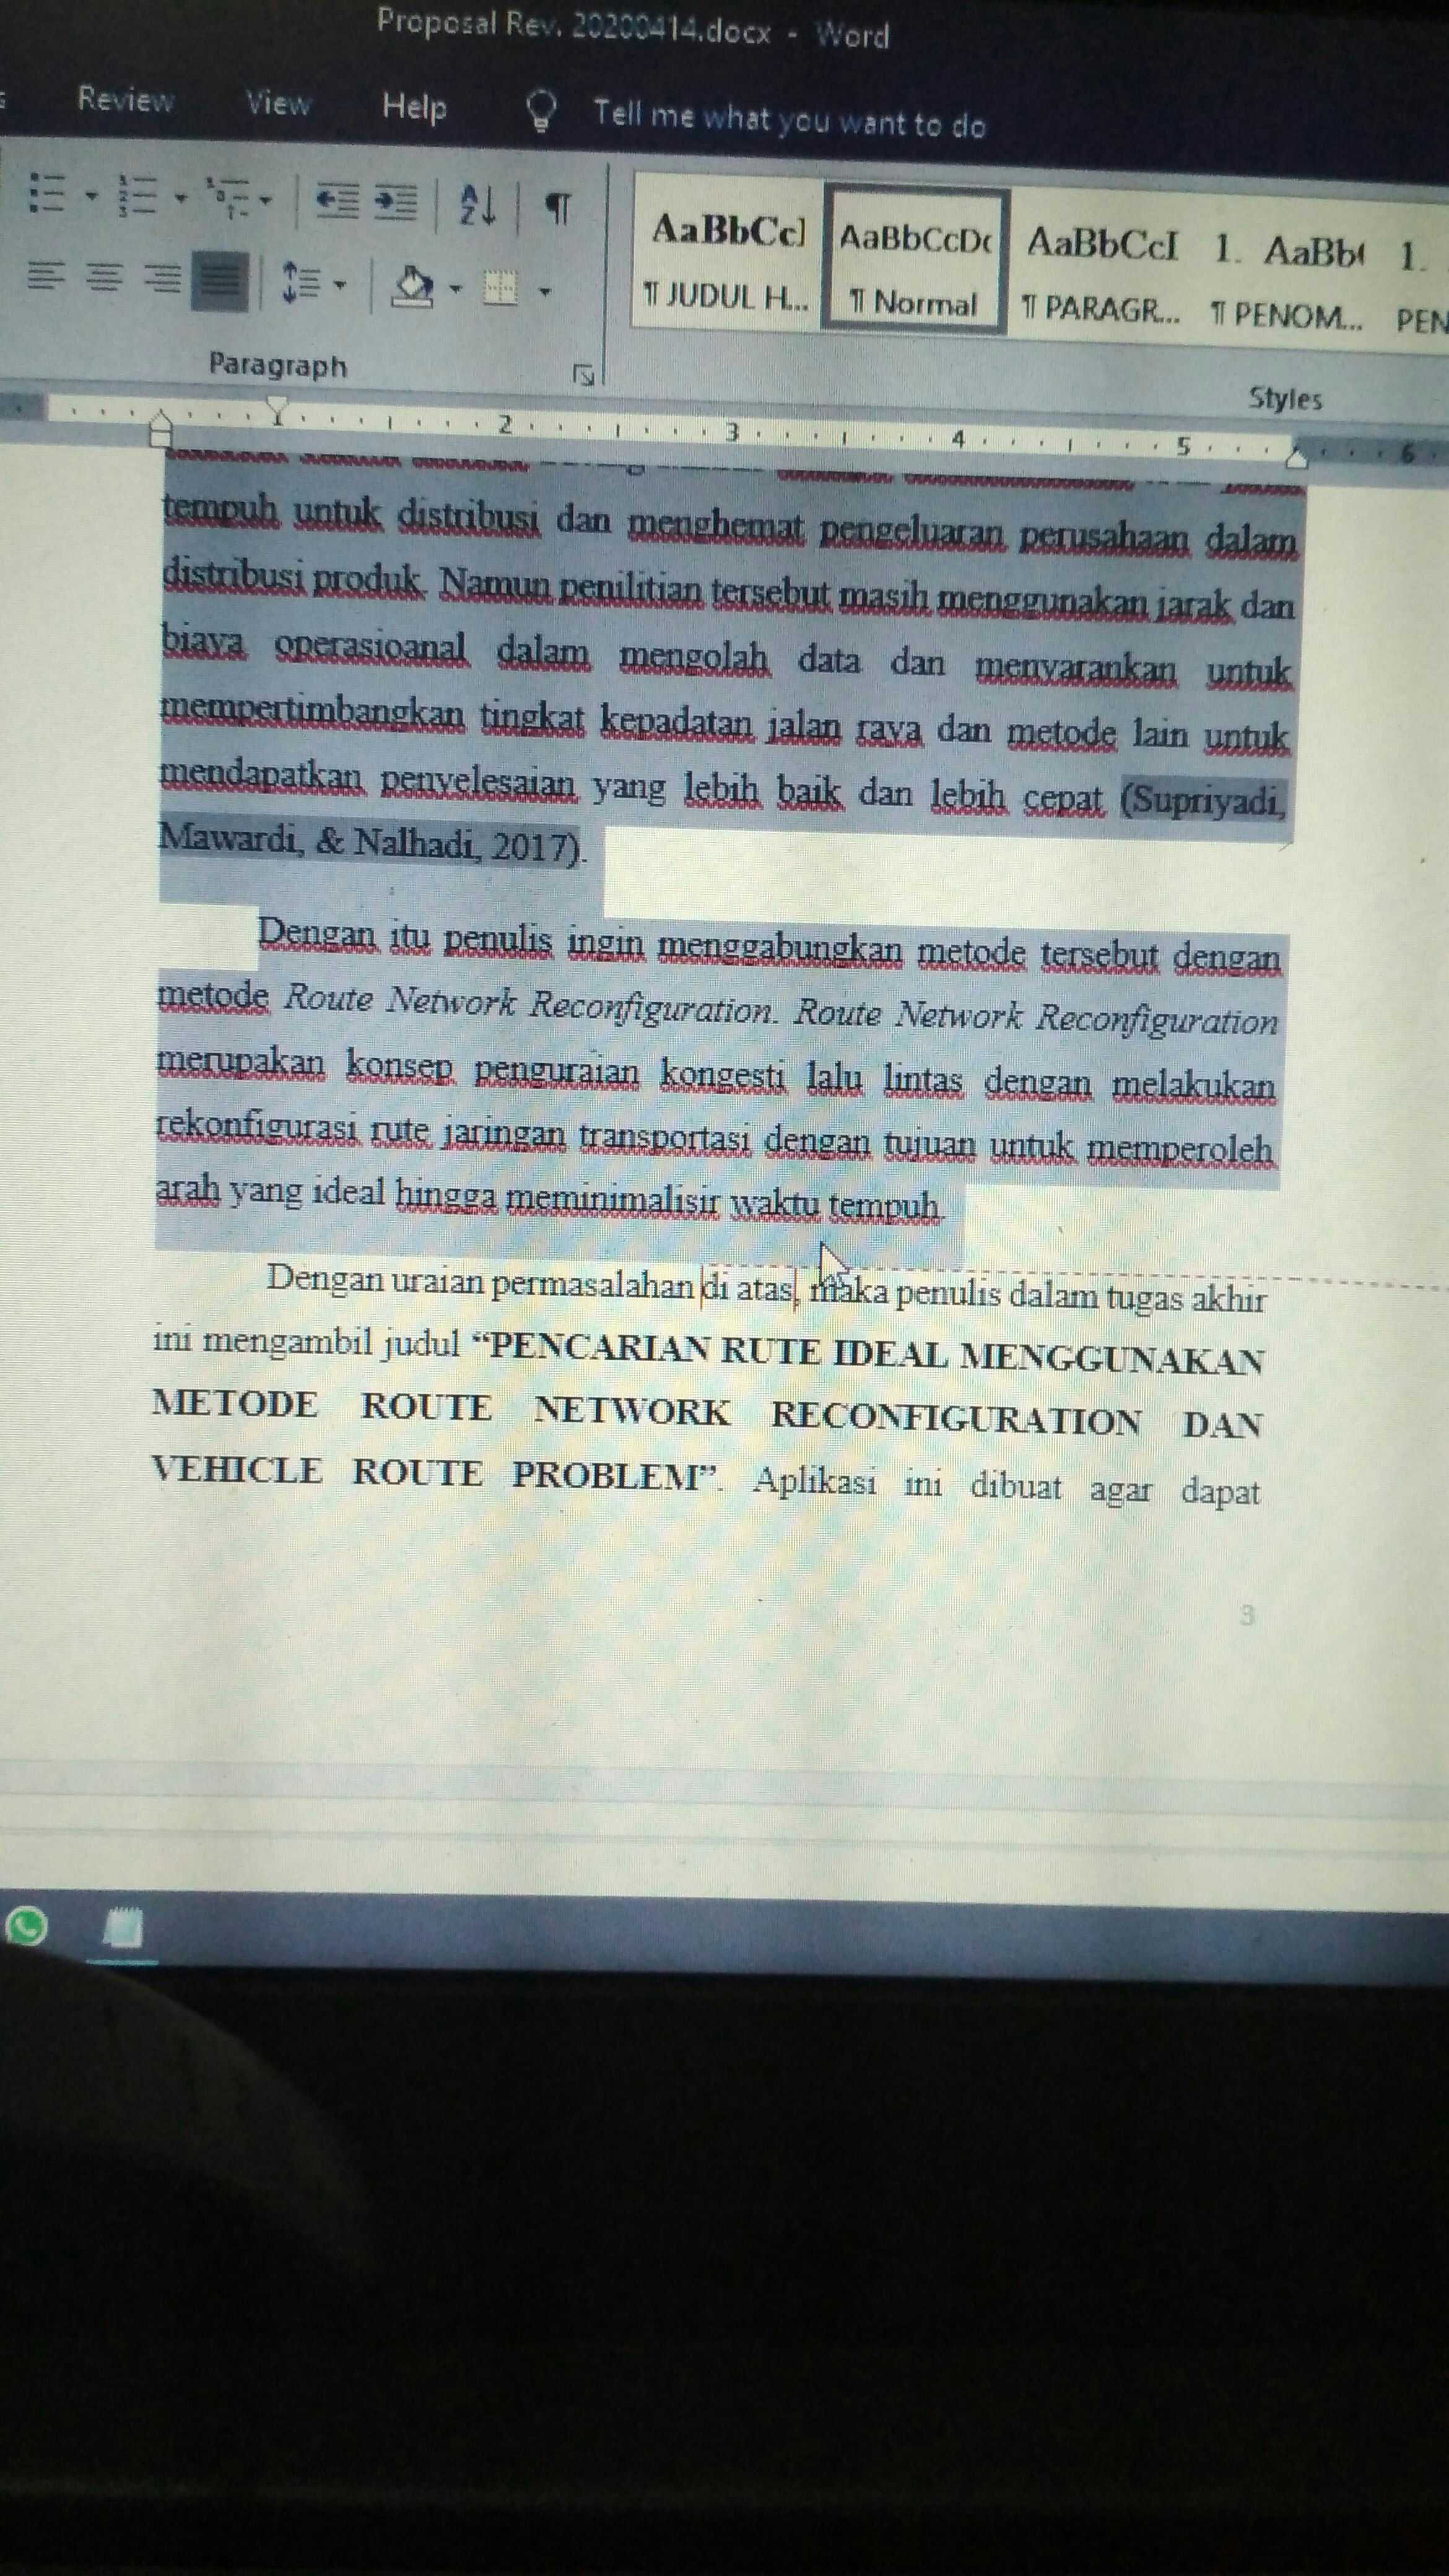 Proposal Rev. 20200414.docx - Word
Review View Help Tell me what you want to do
AaBbCcI AaBbCcDc AaBbCcI 1. AaBb( 1.
¶ JUDUL H... ¶ Normal ¶ PARAGR... ¶ PENOM... PEN
Paragraph
Styles
1 2 3 4 5 6
tempuh untuk distribusi dan menghemat pengeluaran perusahaan dalam
distribusi produk. Namun penilitian tersebut masih menggunakan jarak dan
biaya operasioanal dalam mengolah data dan menyarankan untuk
mempertimbangkan tingkat kepadatan jalan raya dan metode lain untuk
mendapatkan penyelesaian yang lebih baik dan lebih cepat (Supriyadi,
Mawardi, & Nalhadi, 2017).
Dengan itu penulis ingin menggabungkan metode tersebut dengan
metode Route Network Reconfiguration. Route Network Reconfiguration
merupakan konsep penguraian kongesti lalu lintas dengan melakukan
rekonfigurasi rute jaringan transportasi dengan tujuan untuk memperoleh
arah yang ideal hingga meminimalisir waktu tempuh.
Dengan uraian permasalahan di atas, maka penulis dalam tugas akhir
ini mengambil judul “PENCARIAN RUTE IDEAL MENGGUNAKAN
METODE ROUTE NETWORK RECONFIGURATION DAN
VEHICLE ROUTE PROBLEM”. Aplikasi ini dibuat agar dapat
3